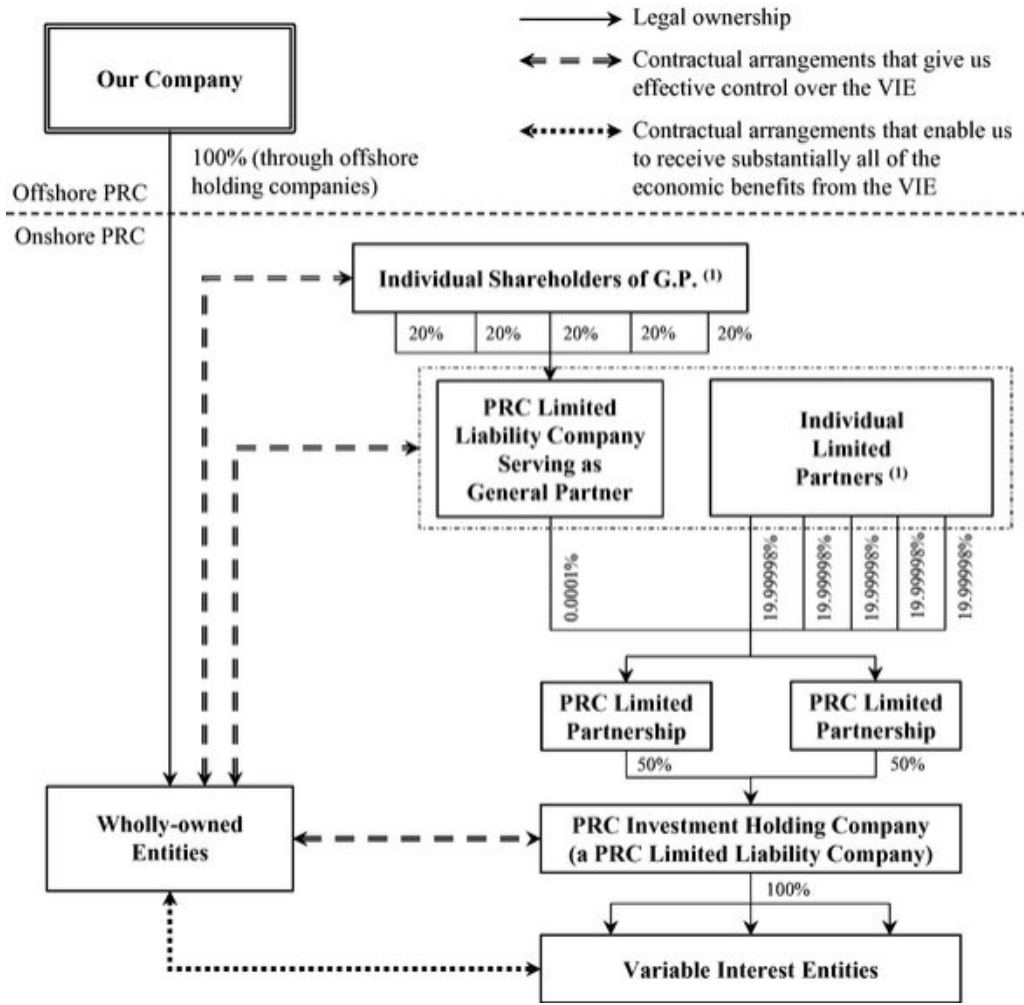 Legal ownership
Our Company
Contractual arrangements that give us
effective control over the VIE
Contractual arrangements that enable us
to receive substantially all of the
economic benefits from the VIE
100% (through offshore
holding companies)
Offshore PRC
Onshore PRC
Individual Shareholders of G.P. (1)
20%
20%
20%
20%
20%
PRC Limited
Liability Company
Serving as
General Partner
Individual
Limited
Partners (1)
0.0001%
19.99998%
19.99998%
19.99998%
19.99998%
19.99998%
PRC Limited
Partnership
PRC Limited
Partnership
50%
50%
Wholly-owned
Entities
PRC Investment Holding Company
(a PRC Limited Liability Company)
100%
Variable Interest Entities